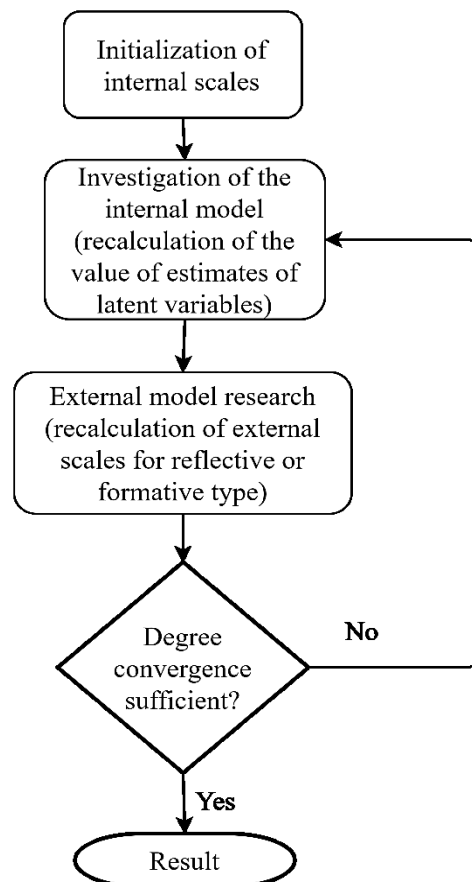 Initialization of
internal scales
Investigation of the
internal model
(recalculation of the
value of estimates of
latent variables)
External model research
(recalculation of external
scales for reflective or
formative type)
Degree
convergence
sufficient?
No
Yes
Result